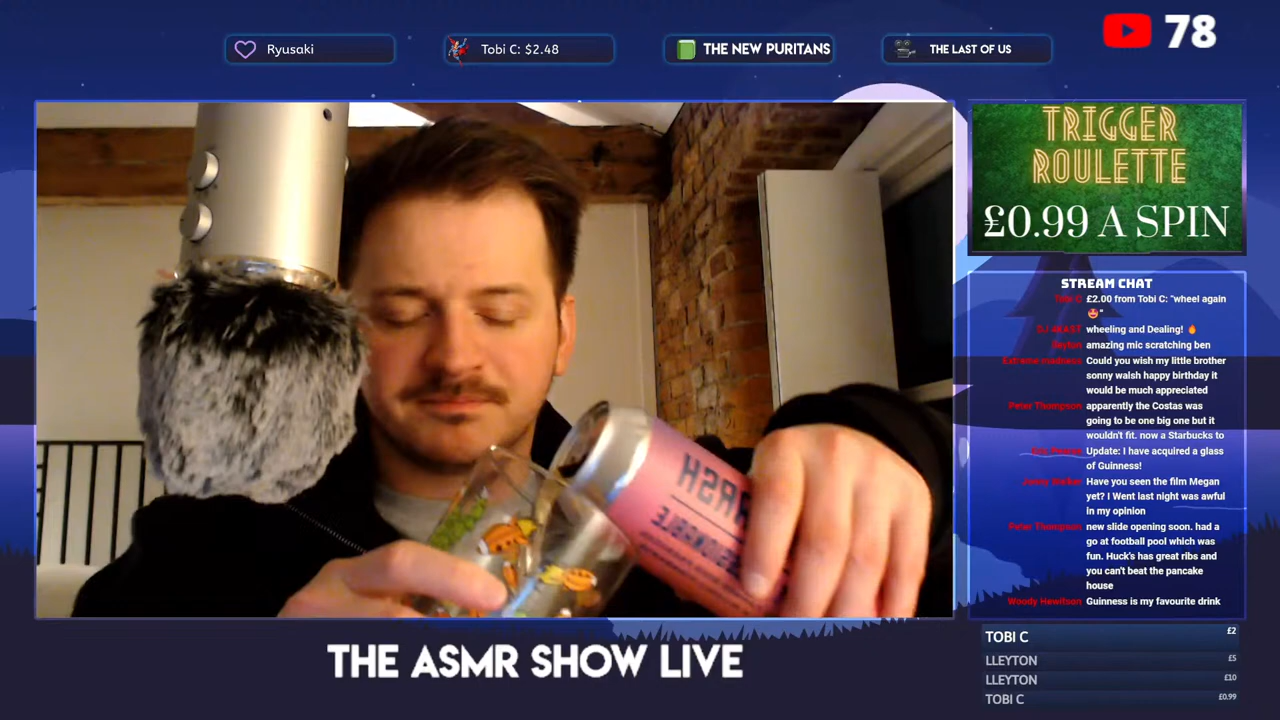 Ryusaki
Tobi C: $2.48
THE NEW PURITANS
THE LAST OF US
78
TRIGGER
ROULETTE
£0.99 A SPIN
STREAM CHAT
Tobi C £2.00 from Tobi C: "wheel again
🤩"
wheeling and Dealing! 🔥
lleyton amazing mic scratching ben
Extreme madness Could you wish my little brother
sonny walsh happy birthday it
would be much appreciated
Peter Thompson apparently the Costas was
going to be one big one but it
wouldn't fit. now a Starbucks to
Update: I have acquired a glass
of Guinness!
Have you seen the film Megan
yet? I Went last night was awful
in my opinion
Peter Thompson new slide opening soon. had a
go at football pool which was
fun. Huck's has great ribs and
you can't beat the pancake
house
Woody Hewitson Guinness is my favourite drink
TOBI C £2
LLEYTON £5
LLEYTON £10
TOBI C £0.99
THE ASMR SHOW LIVE